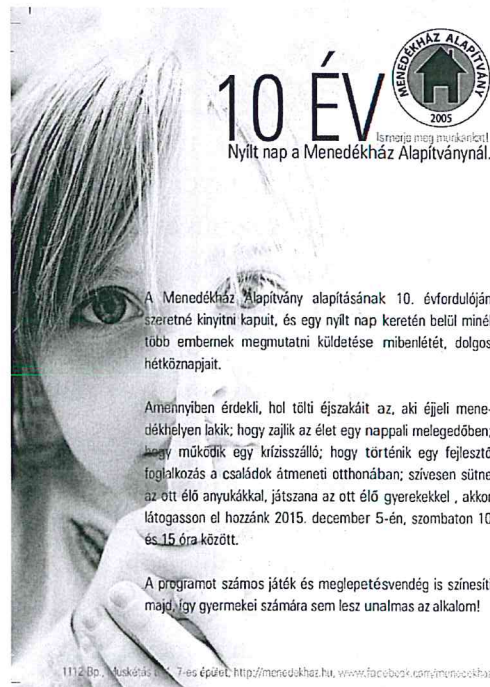 MENEDÉKHÁZ ALAPÍTVÁNY
2005
10 ÉV
Ismerje meg munkánkat!
Nyílt nap a Menedékház Alapítványnál.
A Menedékház Alapítvány alapításának 10. évfordulóján
szeretné kinyitni kapuit, és egy nyílt nap keretén belül miné
több embernek megmutatni küldetése mibenlétét, dolgos
hétköznapjait.
Amennyiben érdekli, hol tölti éjszakáit az, aki éjjeli mene-
dékhelyen lakik; hogy zajlik az élet egy nappali melegedőben;
hogy működik egy krízisszálló; hogy történik egy fejlesztő
foglalkozás a családok átmeneti otthonában; szívesen sütne
az ott élő anyukákkal, játszana az ott élő gyerekekkel , akkor
látogasson el hozzánk 2015. december 5-én, szombaton 10
és 15 óra között.
A programot számos játék és meglepetésvendég is színesít
majd, így gyermekei számára sem lesz unalmas az alkalom!
1112 Bp., Muskétás u. 7-es épület, http://menedekhaz.hu, www.facebook.com/menedekhaz